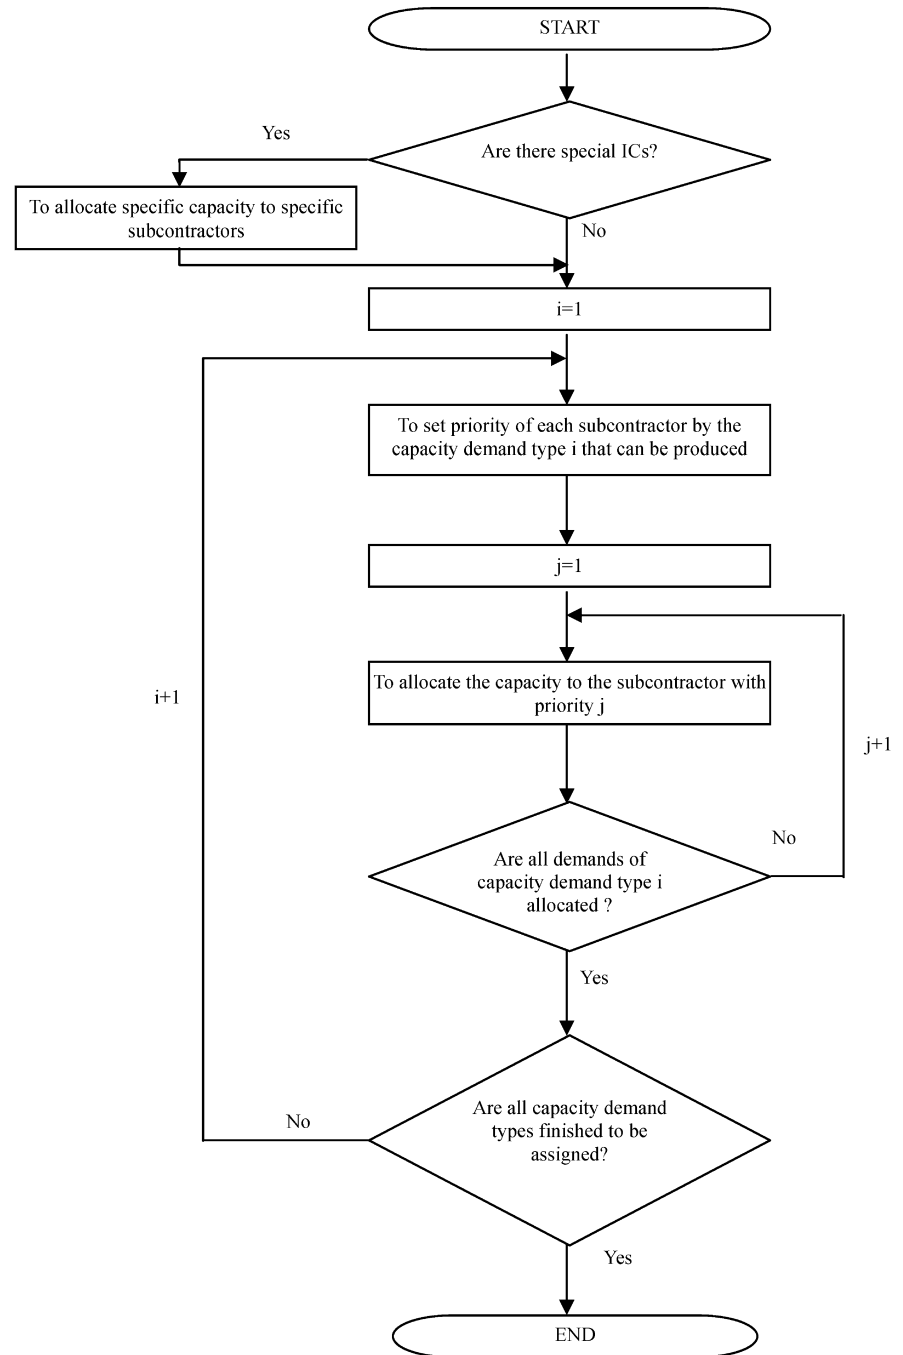 START
Are there special ICs?
Yes
To allocate specific capacity to specific
subcontractors
No
i=1
To set priority of each subcontractor by the
capacity demand type i that can be produced
j=1
To allocate the capacity to the subcontractor with
priority j
i+1
j+1
No
Are all demands of
capacity demand type i
allocated ?
Yes
Are all capacity demand
types finished to be
assigned?
No
Yes
END